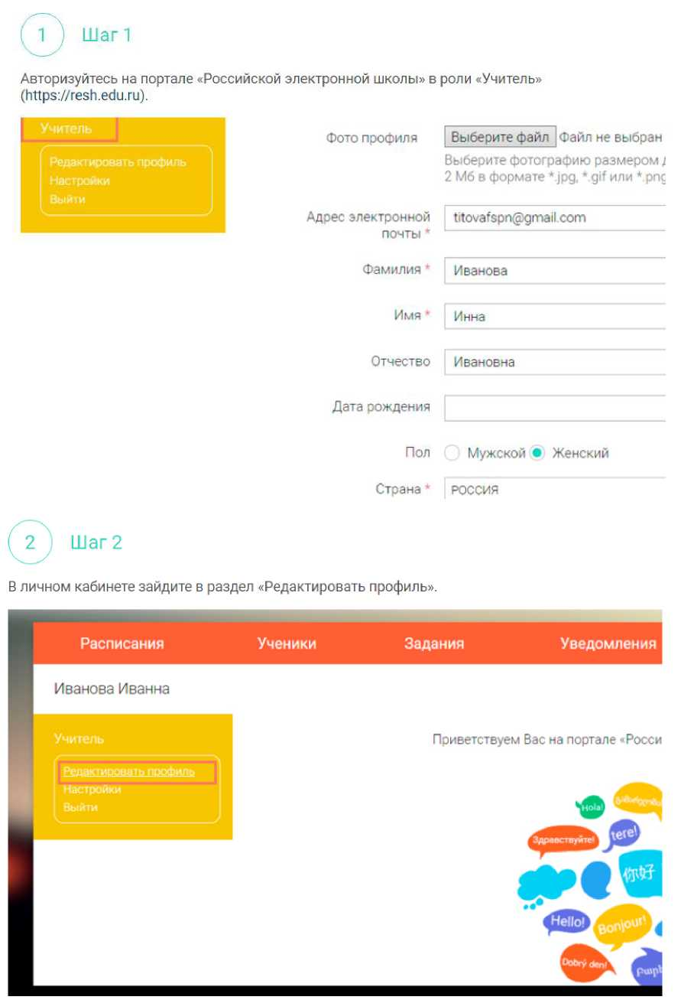 1 Шаг 1
Авторизуйтесь на портале «Российской электронной школы» в роли «Учитель»
(https://resh.edu.ru).
Учитель
Редактировать профиль
Настройки
Выйти
Фото профиля Выберите файл Файл не выбран
Выберите фотографию размером
2 Мб в формате *.jpg, *.gif или *.png
Адрес электронной
почты * titovafspn@gmail.com
Фамилия * Иванова
Имя * Инна
Отчество Ивановна
Дата рождения
Пол Мужской Женский
Страна * РОССИЯ
2 Шаг 2
В личном кабинете зайдите в раздел «Редактировать профиль».
Расписания Ученики Задания Уведомления
Иванова Иванна
Учитель
Редактировать профиль
Настройки
Выйти
Приветствуем Вас на портале «Росси
Hola!
Здравствуйте!
tere!
你好
Hello!
Bonjour!
Dobrý den!